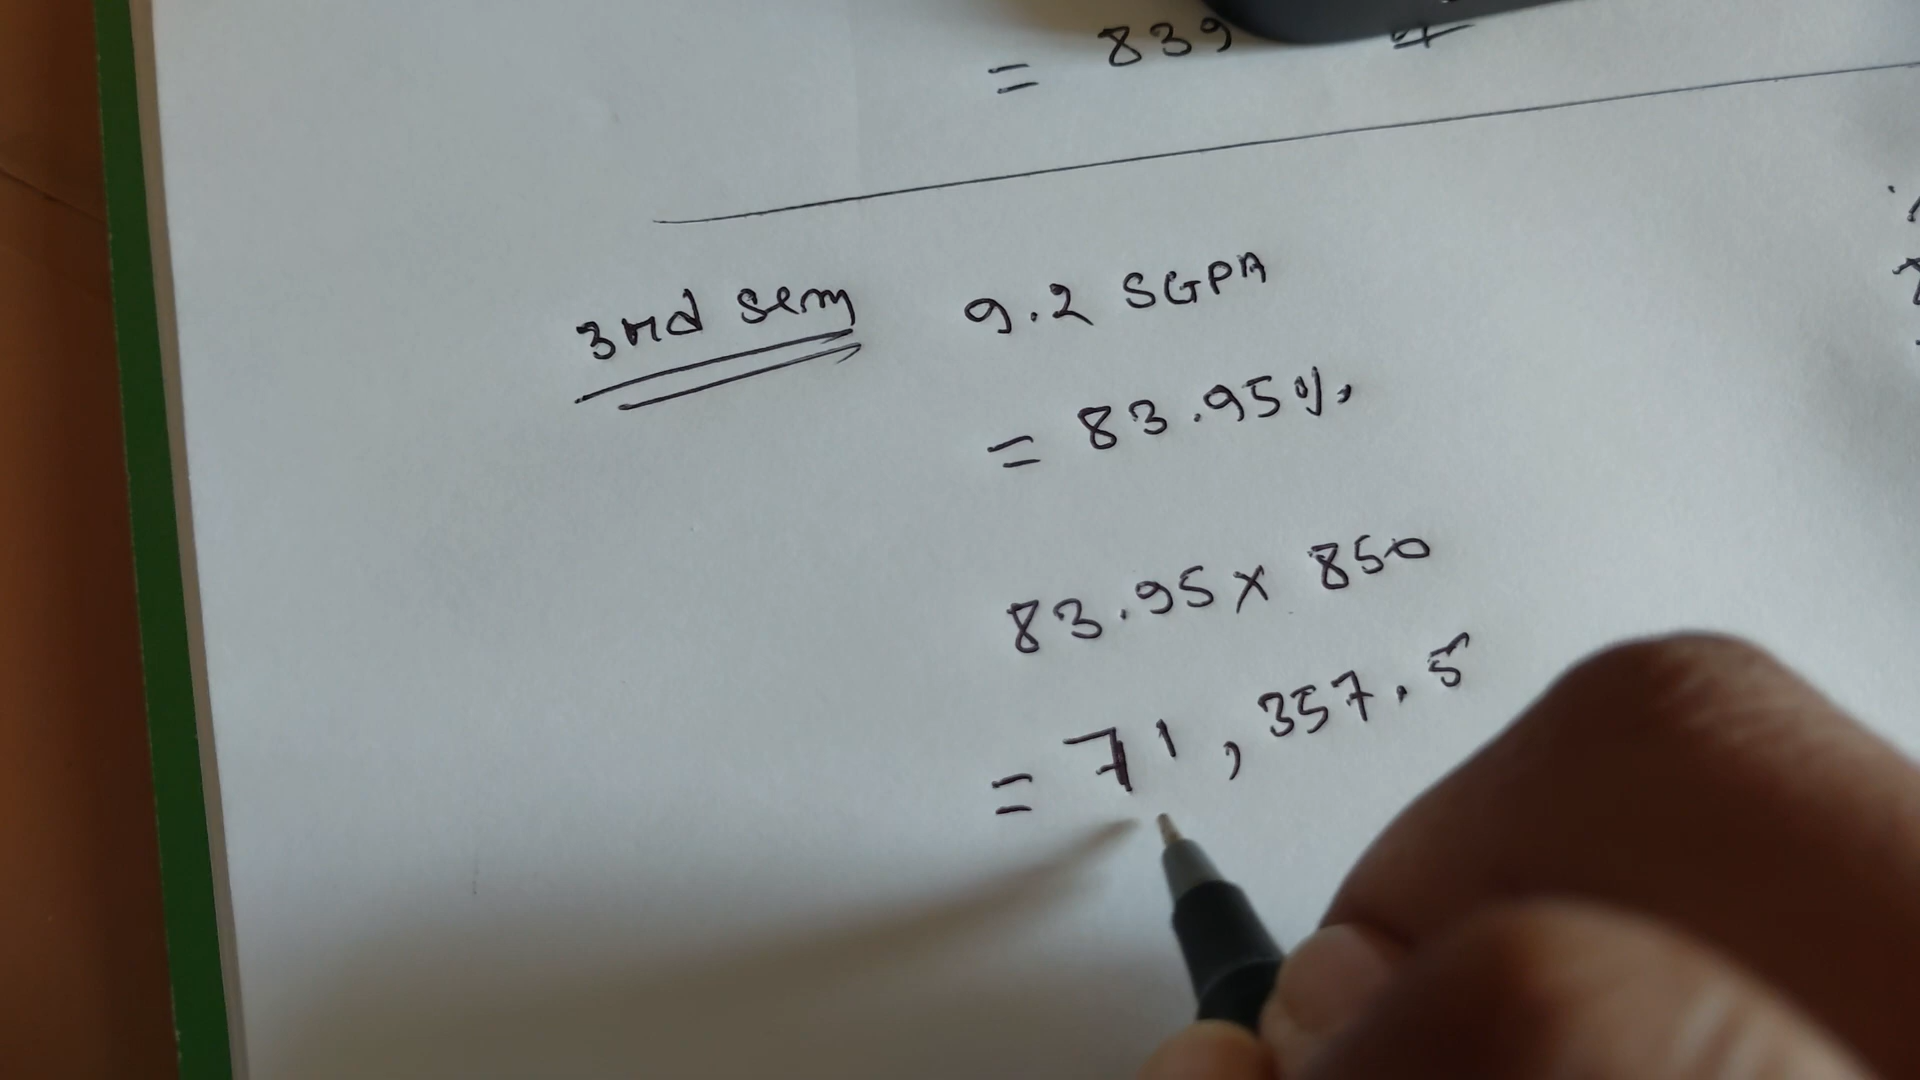 = 839
3rd sem 9.2 SGPA
= 83.95%
83.95 x 850
= 71,357.5